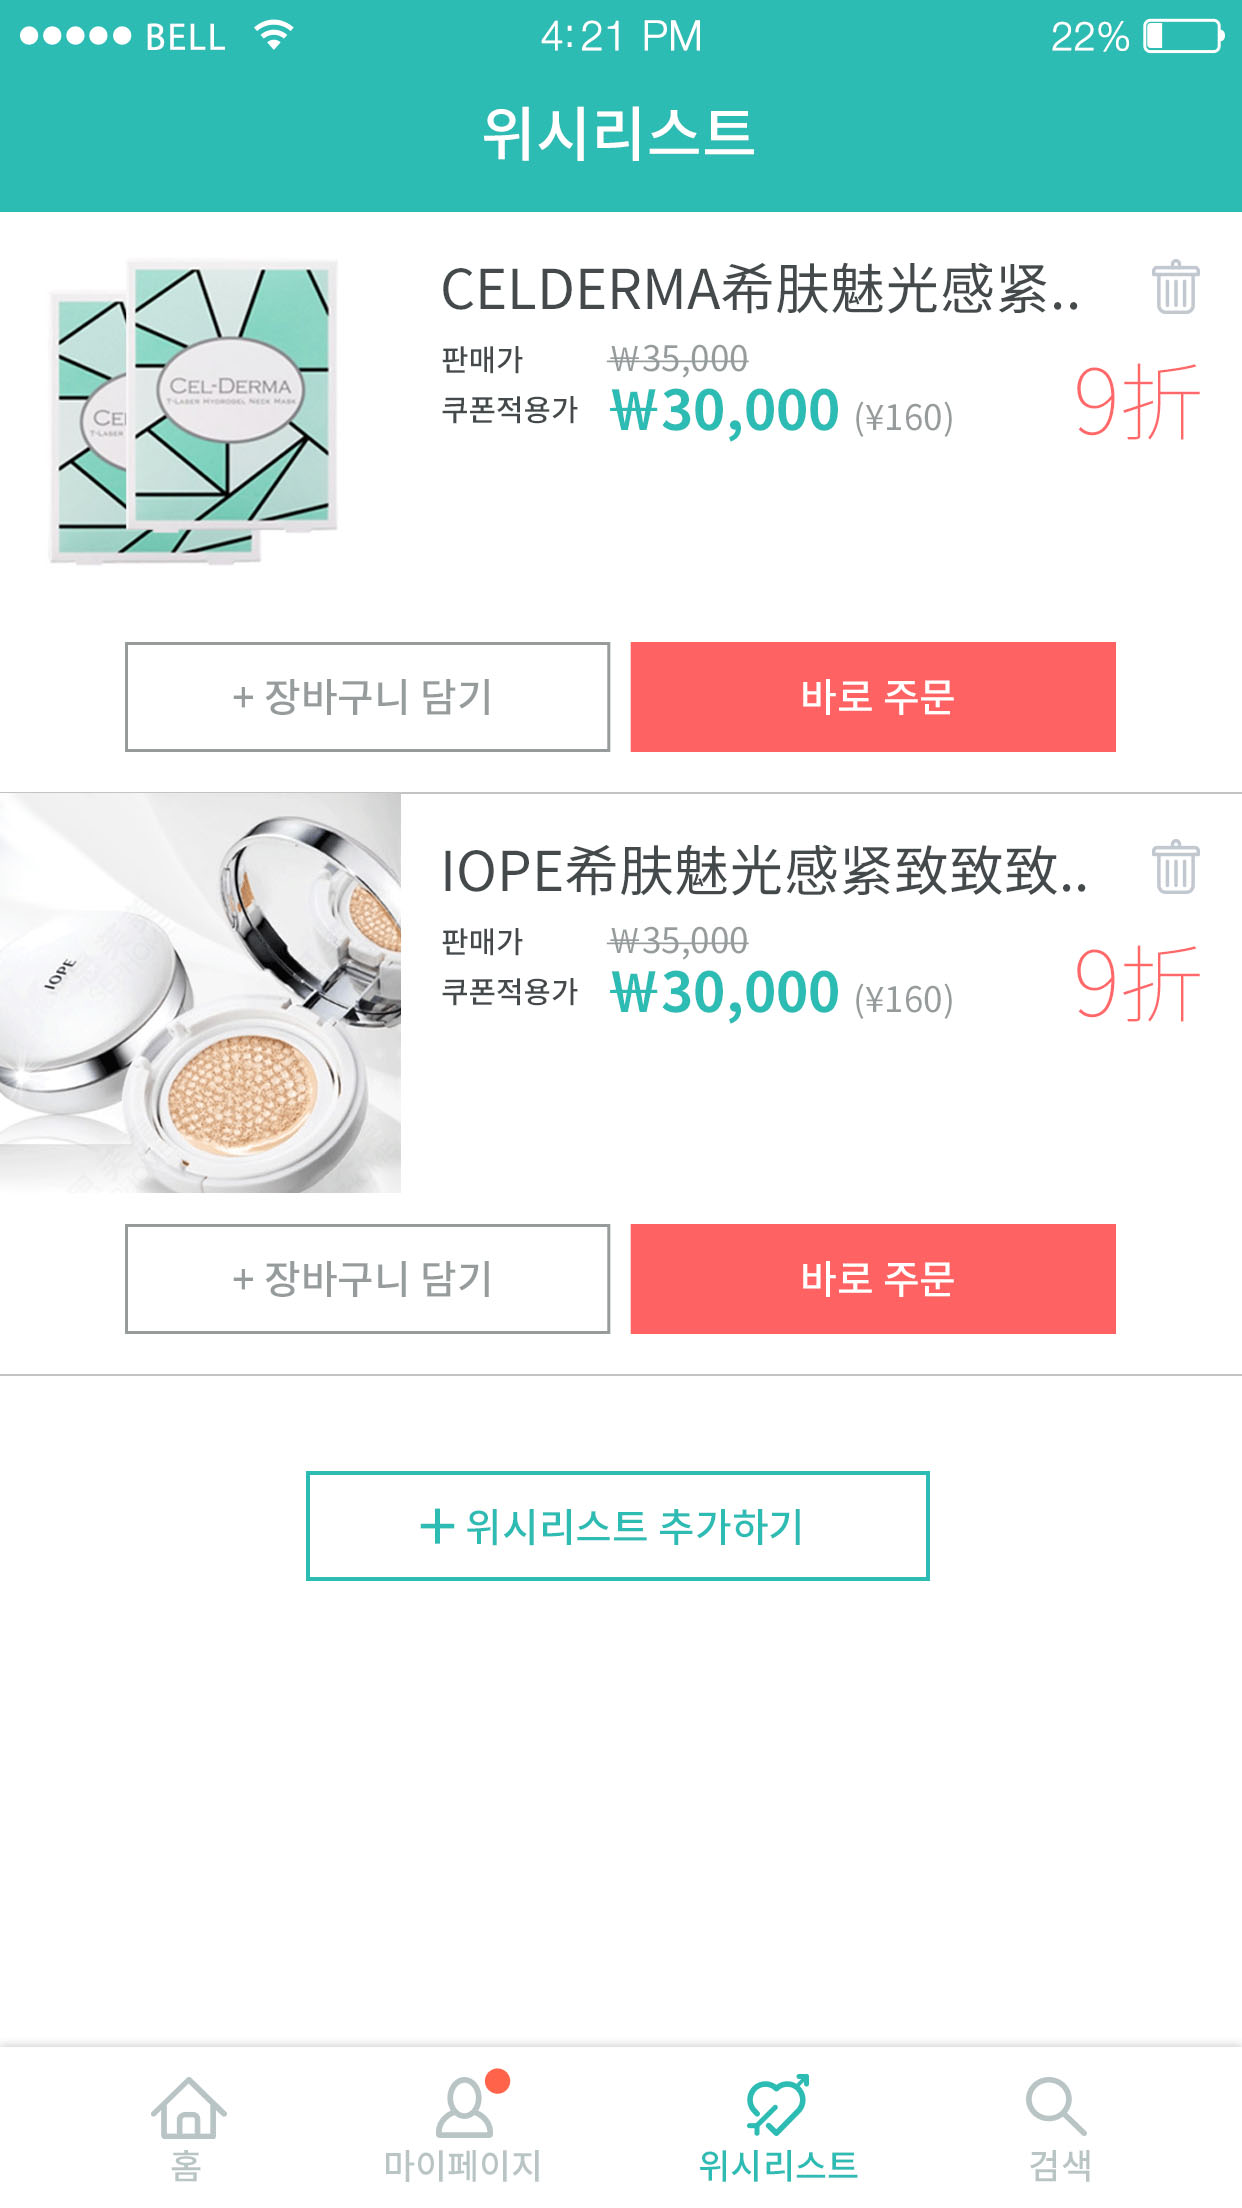 BELL 4:21 PM 22%
위시리스트
CELDERMA希肤魅光感紧..
판매가 ₩35,000
쿠폰적용가 ₩30,000 (¥160) 9折
CEL-DERMA
T-LASER HYDROGEL NECK MASK
+ 장바구니 담기 바로 주문
IOPE希肤魅光感紧致致致..
판매가 ₩35,000
쿠폰적용가 ₩30,000 (¥160) 9折
IOPE
+ 장바구니 담기 바로 주문
+ 위시리스트 추가하기
홈 마이페이지 위시리스트 검색